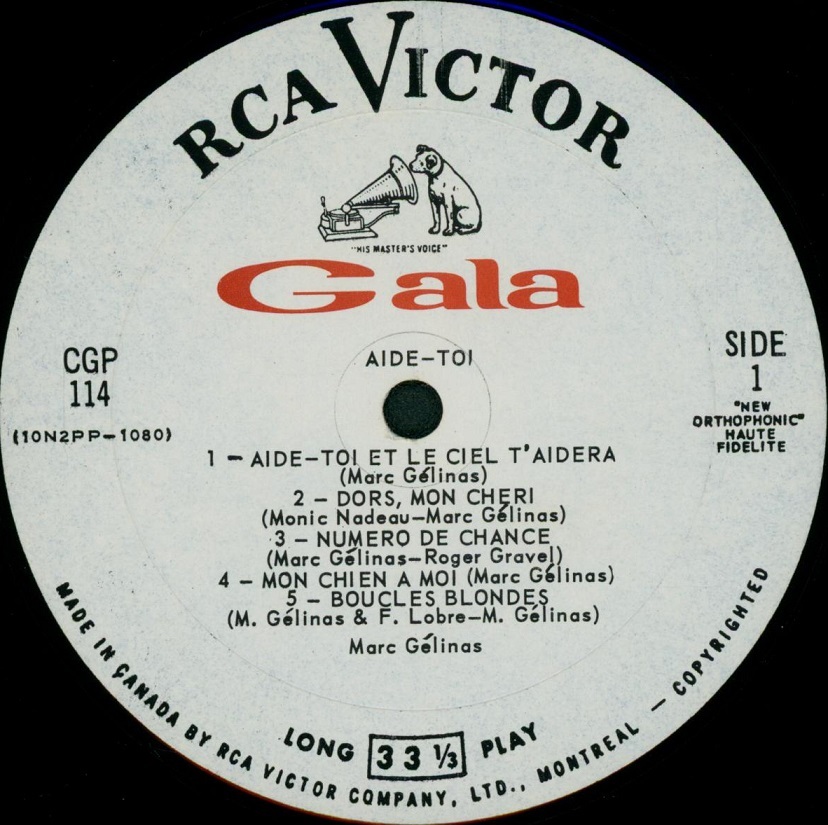 RCA VICTOR
"HIS MASTER'S VOICE"
Gala
CGP
114
(10N2PP-1080)
SIDE
1
"NEW
ORTHOPHONIC"
HAUTE
FIDELITE
AIDE-TOI
1 - AIDE-TOI ET LE CIEL T'AIDERA
(Marc Gélinas)
2 - DORS, MON CHERI
(Monic Nadeau-Marc Gélinas)
3 - NUMERO DE CHANCE
(Marc Gélinas-Roger Gravel)
4 - MON CHIEN A MOI (Marc Gélinas)
5 - BOUCLES BLONDES
(M. Gélinas & F. Lobre-M. Gélinas)
Marc Gélinas
LONG 33 ⅓ PLAY
MADE IN CANADA BY RCA VICTOR COMPANY, LTD., MONTREAL — COPYRIGHTED